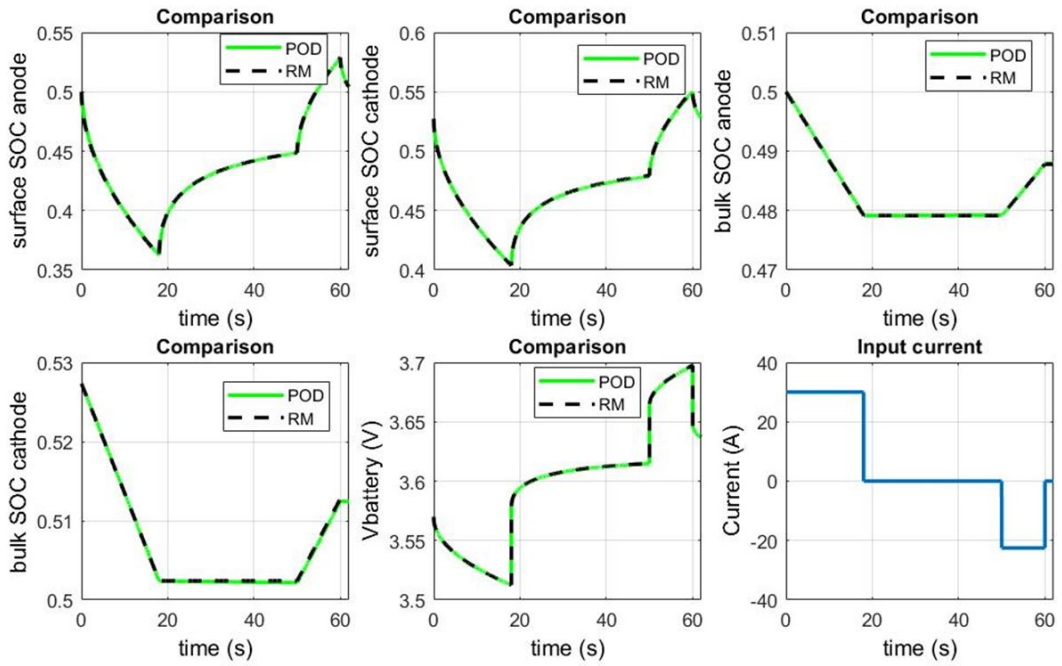 Comparison
surface SOC anode
0.55
0.5
0.45
0.4
0.35
POD
RM
0 20 40 60
time (s)
Comparison
surface SOC cathode
0.6
0.55
0.5
0.45
0.4
POD
RM
0 20 40 60
time (s)
Comparison
bulk SOC anode
0.51
0.5
0.49
0.48
0.47
POD
RM
0 20 40 60
time (s)
Comparison
bulk SOC cathode
0.53
0.52
0.51
0.5
POD
RM
0 20 40 60
time (s)
Comparison
Vbattery (V)
3.7
3.65
3.6
3.55
3.5
POD
RM
0 20 40 60
time (s)
Input current
Current (A)
40
20
0
-20
-40
0 20 40 60
time (s)